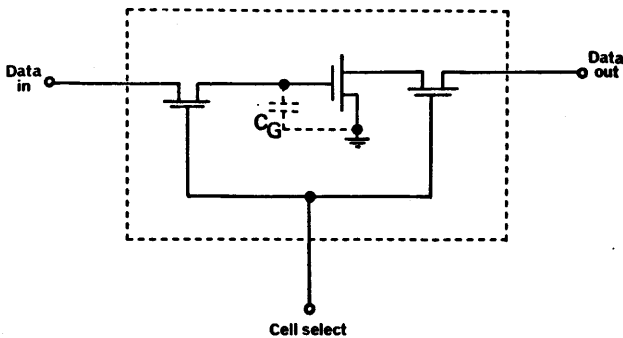 Data
in
C_G
Data
out
Cell select